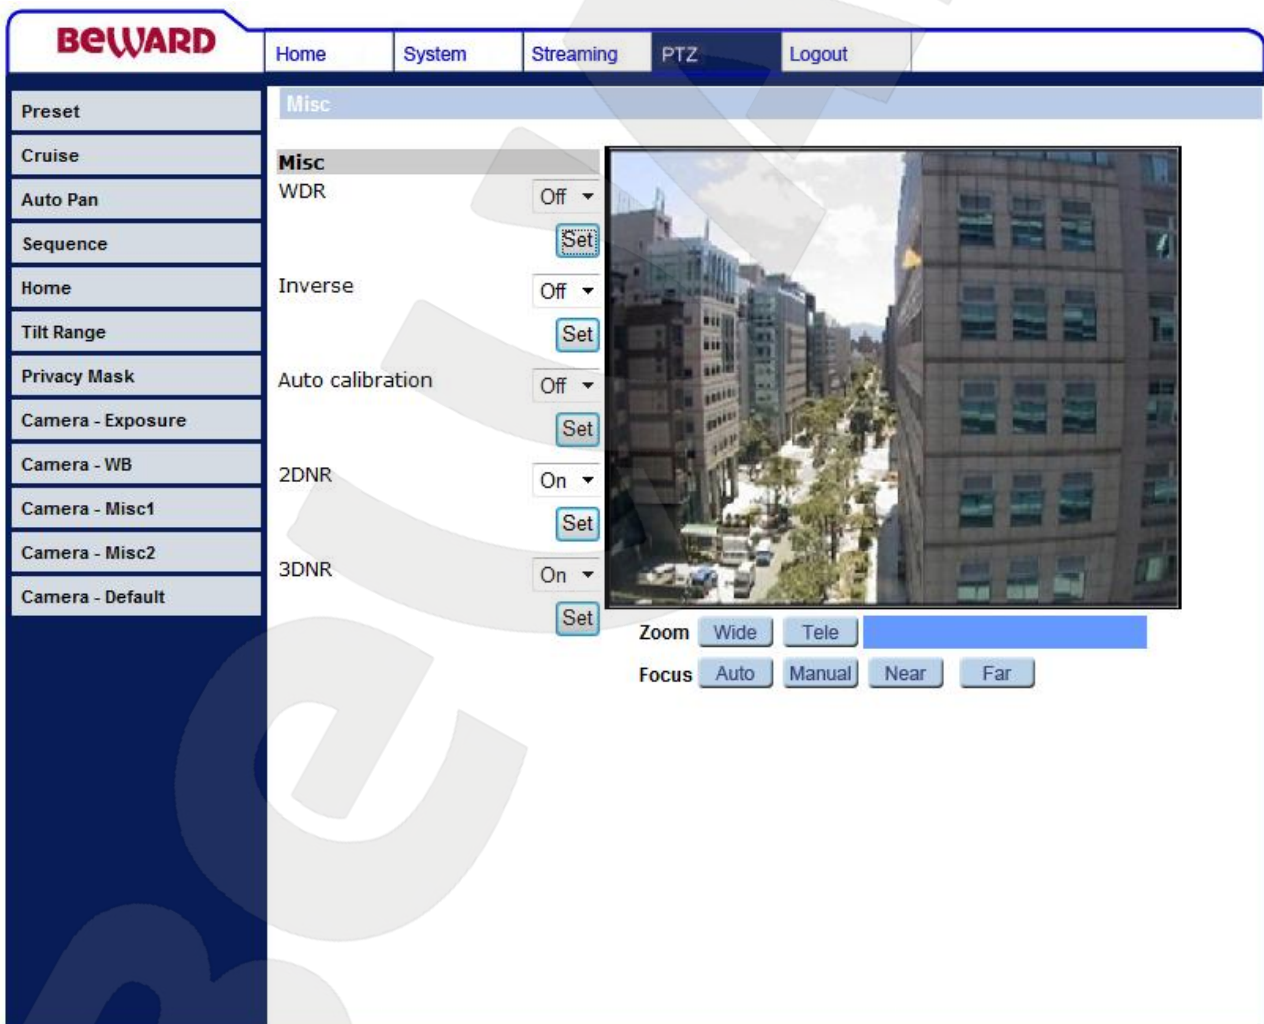 BEWARD
Home System Streaming PTZ Logout
Preset
Cruise
Auto Pan
Sequence
Home
Tilt Range
Privacy Mask
Camera - Exposure
Camera - WB
Camera - Misc1
Camera - Misc2
Camera - Default
Misc
Misc
WDR Off
Set
Inverse Off
Set
Auto calibration Off
Set
2DNR On
Set
3DNR On
Set
Zoom Wide Tele
Focus Auto Manual Near Far